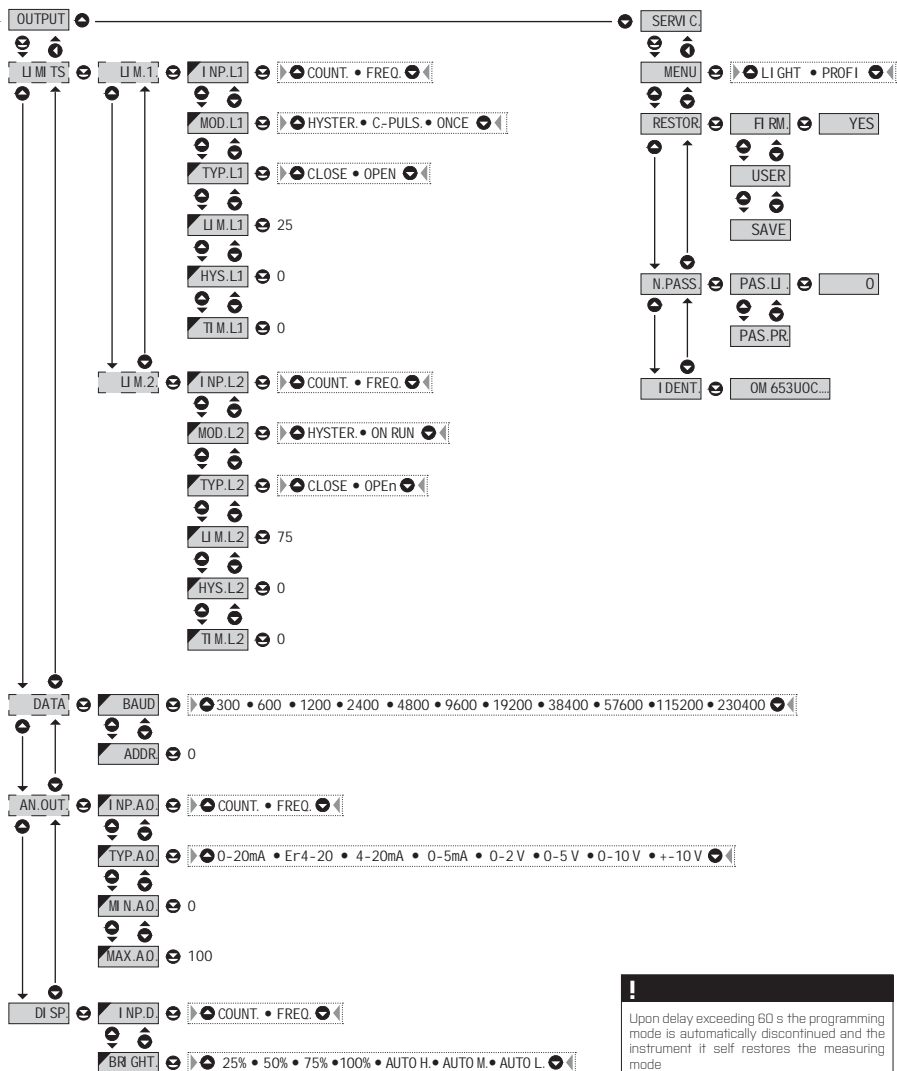 OUTPUT
SERVIC.
LIMITS LIM.1 INP.L1 COUNT. • FREQ.
MENU LIGHT • PROFI
MOD.L1 HYSTER. • C-PULS. • ONCE
RESTOR. FIRM. YES
TYP.L1 CLOSE • OPEN
USER
LIM.L1 25
SAVE
HYS.L1 0
N.PASS. PAS.LI. 0
TIM.L1 0
PAS.PR.
LIM.2 INP.L2 COUNT. • FREQ.
IDENT. OM 653UOC....
MOD.L2 HYSTER. • ON RUN
TYP.L2 CLOSE • OPEn
LIM.L2 75
HYS.L2 0
TIM.L2 0
DATA BAUD 300 • 600 • 1200 • 2400 • 4800 • 9600 • 19200 • 38400 • 57600 • 115200 • 230400
ADDR. 0
AN.OUT. INP.A.O. COUNT. • FREQ.
TYP.A.O. 0-20mA • Er4-20 • 4-20mA • 0-5mA • 0-2 V • 0-5 V • 0-10 V • +-10 V
MIN.A.O. 0
MAX.A.O. 100
DISP. INP.D. COUNT. • FREQ.
BRIGHT. 25% • 50% • 75% • 100% • AUTO H. • AUTO M. • AUTO L.
!
Upon delay exceeding 60 s the programming
mode is automatically discontinued and the
instrument it self restores the measuring
mode